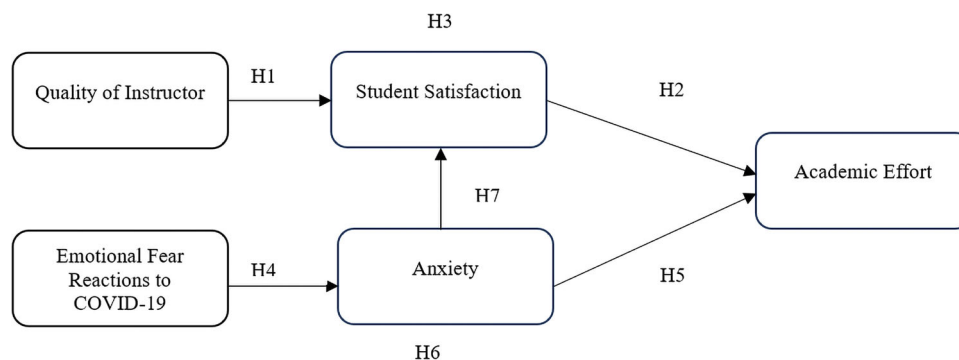 H3
Quality of Instructor
H1
Student Satisfaction
H2
Academic Effort
H7
Emotional Fear
Reactions to
COVID-19
H4
Anxiety
H5
H6